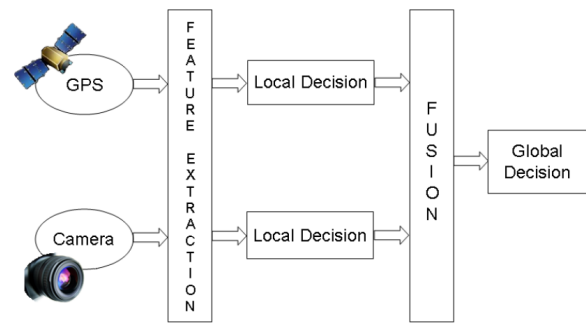 GPS
FEATURE EXTRACTION
Local Decision
FUSION
Global
Decision
Camera
Local Decision